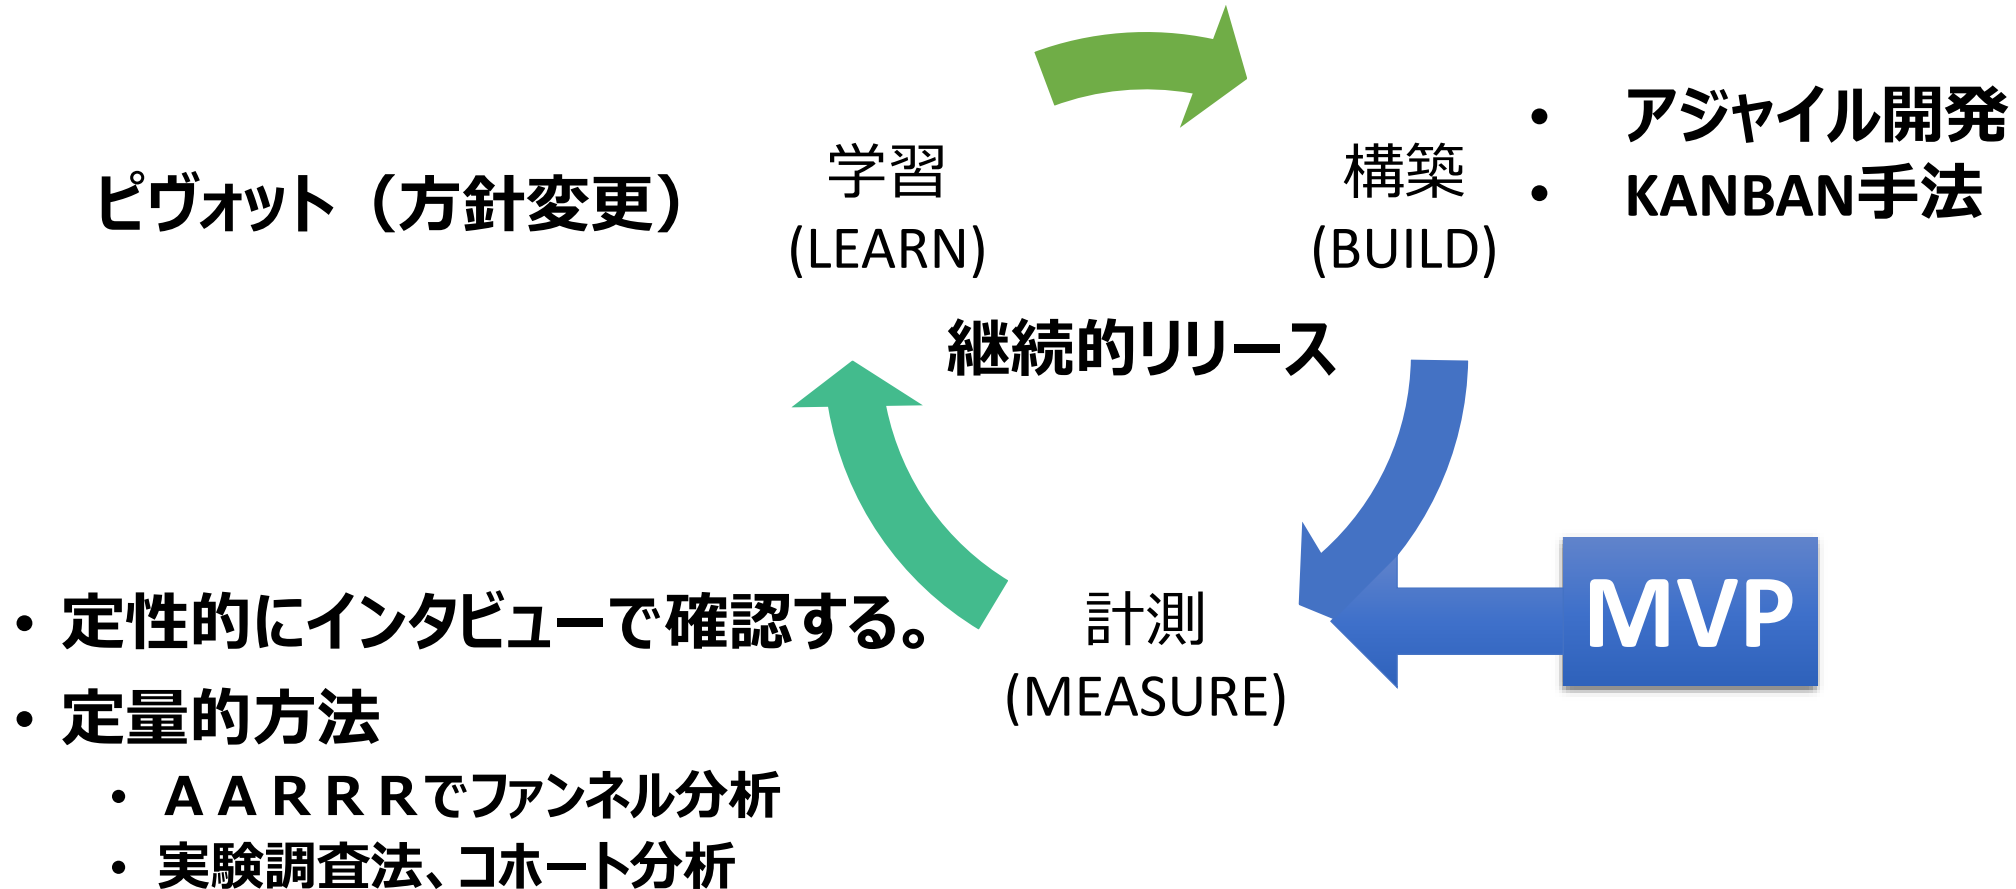 ピヴォット（方針変更）
学習
(LEARN)
構築
(BUILD)
• アジャイル開発
• KANBAN手法
継続的リリース
MVP
計測
(MEASURE)
• 定性的にインタビューで確認する。
• 定量的方法
• ＡＡＲＲＲでファンネル分析
• 実験調査法、コホート分析